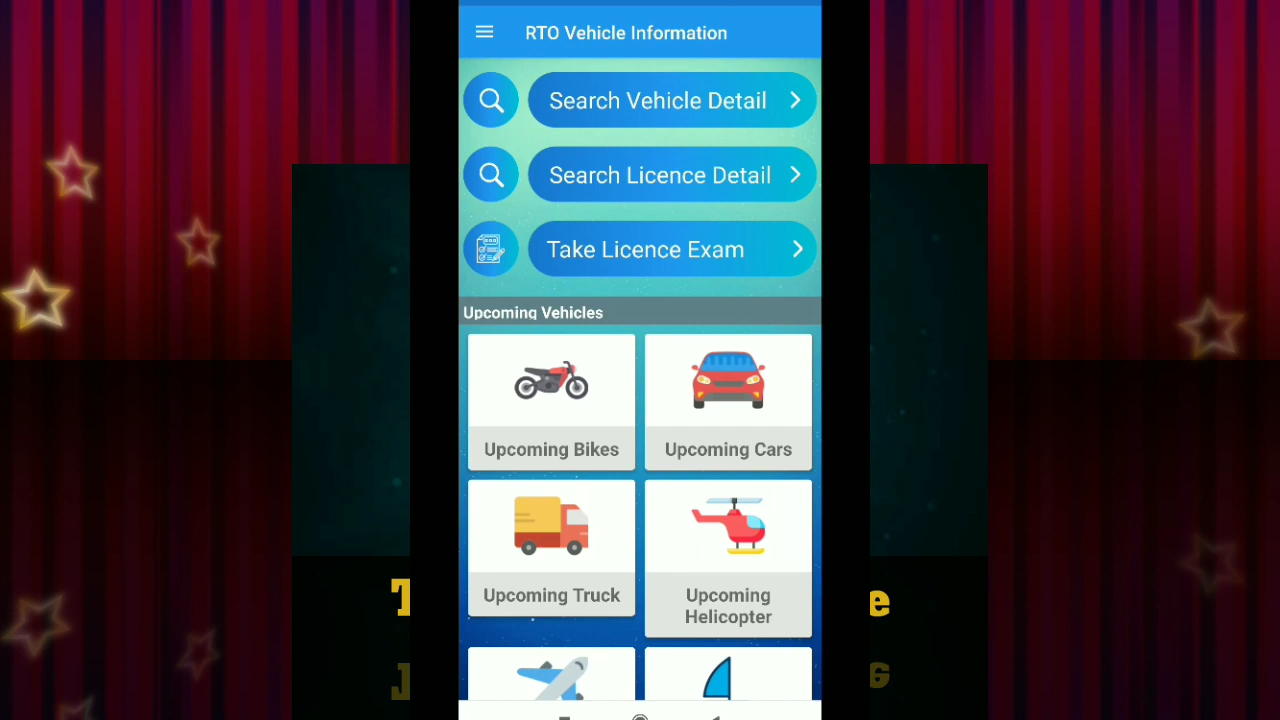 RTO Vehicle Information
Search Vehicle Detail
Search Licence Detail
Take Licence Exam
Upcoming Vehicles
Upcoming Bikes
Upcoming Cars
Upcoming Truck
Upcoming
Helicopter